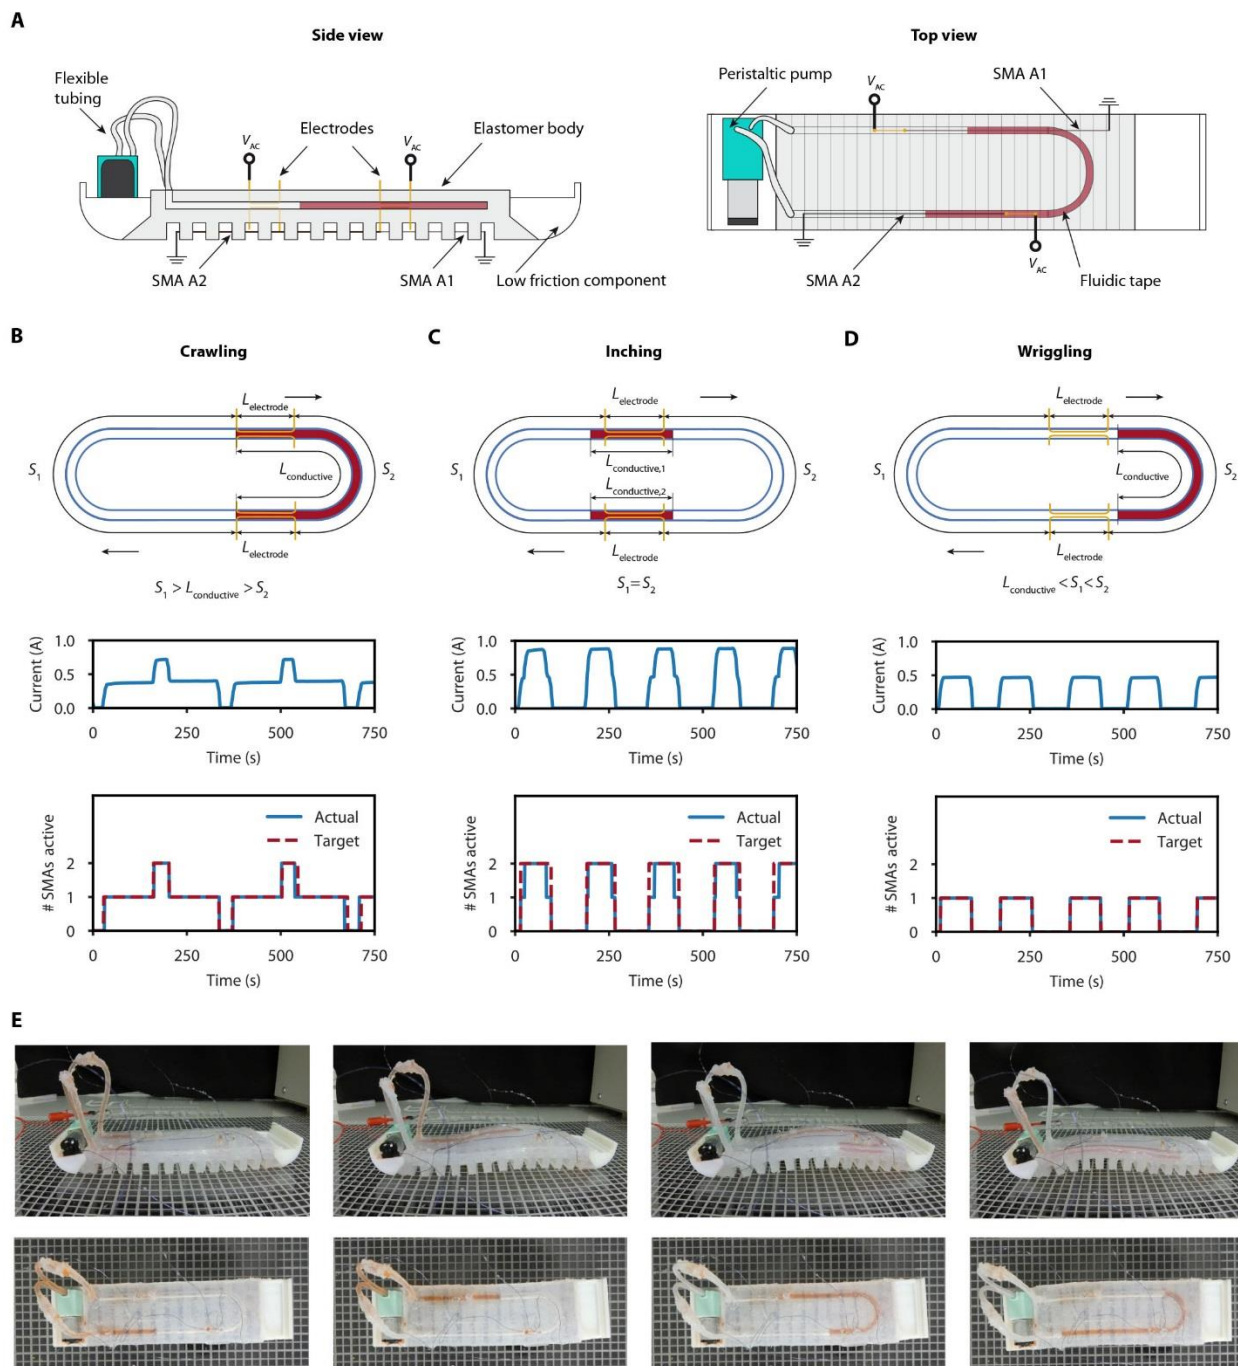 A
Side view
Top view
Flexible
tubing
Electrodes
Elastomer body
V_AC
V_AC
SMA A2
SMA A1
Low friction component
Peristaltic pump
V_AC
SMA A1
SMA A2
V_AC
Fluidic tape
B
Crawling
L_electrode
S_1
L_conductive
S_2
L_electrode
S_1 > L_conductive > S_2
C
Inching
L_electrode
L_conductive,1
S_1
S_2
L_conductive,2
L_electrode
S_1 = S_2
D
Wriggling
L_electrode
S_1
L_conductive
S_2
L_electrode
L_conductive < S_1 < S_2
Current (A)
1.0
0.5
0.0
0 250 500 750
Time (s)
Current (A)
1.0
0.5
0.0
0 250 500 750
Time (s)
Current (A)
1.0
0.5
0.0
0 250 500 750
Time (s)
# SMAs active
Actual
Target
2
1
0
0 250 500 750
Time (s)
# SMAs active
Actual
Target
2
1
0
0 250 500 750
Time (s)
# SMAs active
Actual
Target
2
1
0
0 250 500 750
Time (s)
E